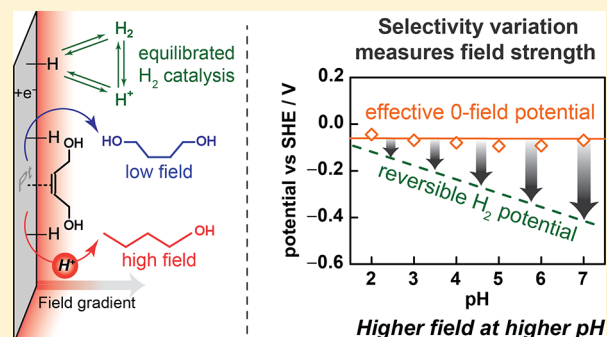 H₂
H
equilibrated
H₂ catalysis
+e⁻
H⁺
H
OH
HO
OH
low field
Pt
OH
H
OH
H⁺
high field
Field gradient
Selectivity variation
measures field strength
potential vs SHE / V
0.2
0.0
−0.2
−0.4
−0.6
effective 0-field potential
reversible H₂ potential
2 3 4 5 6 7
pH
Higher field at higher pH